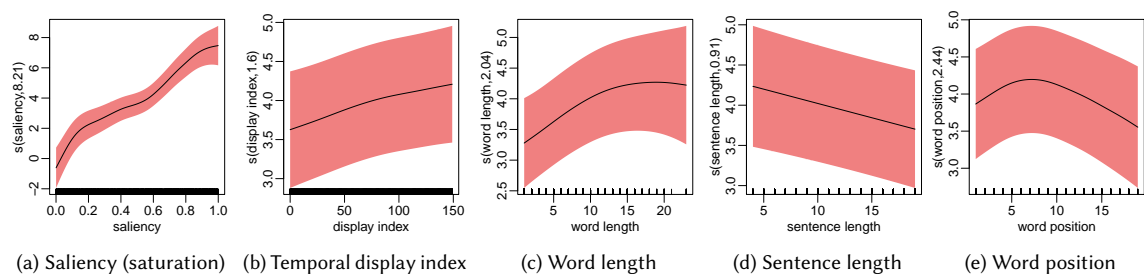 s(saliency,8.21)
8
6
4
2
0
−2
0.0 0.2 0.4 0.6 0.8 1.0
saliency
(a) Saliency (saturation)
s(display index,1.6)
5.0
4.5
4.0
3.5
3.0
0 50 100 150
display index
(b) Temporal display index
s(word length,2.04)
5.0
4.5
4.0
3.5
3.0
2.5
0 5 10 15 20
word length
(c) Word length
s(sentence length,0.91)
5.0
4.5
4.0
3.5
3.0
5 10 15
sentence length
(d) Sentence length
s(word position,2.44)
5.0
4.5
4.0
3.5
3.0
0 5 10 15
word position
(e) Word position